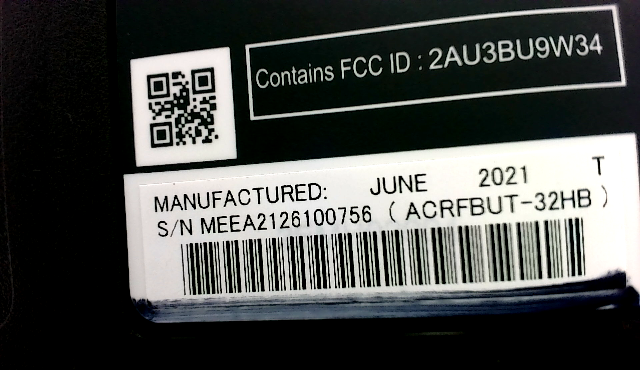 Contains FCC ID : 2AU3BU9W34
MANUFACTURED: JUNE 2021 T
S/N MEEA2126100756 ( ACRFBUT-32HB )